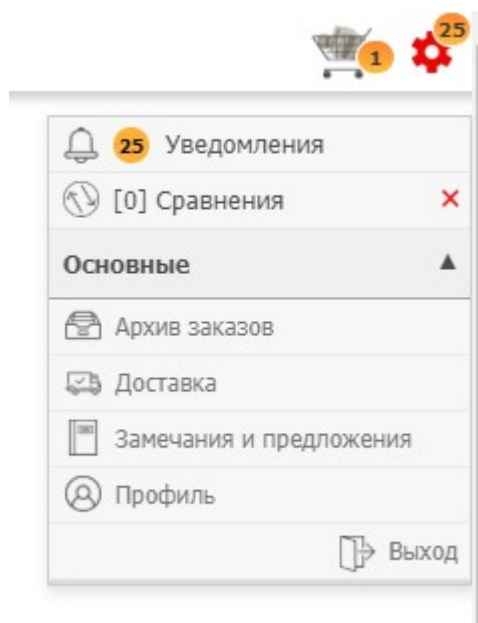 1 25
25 Уведомления
[0] Сравнения
Основные
Архив заказов
Доставка
Замечания и предложения
Профиль
Выход